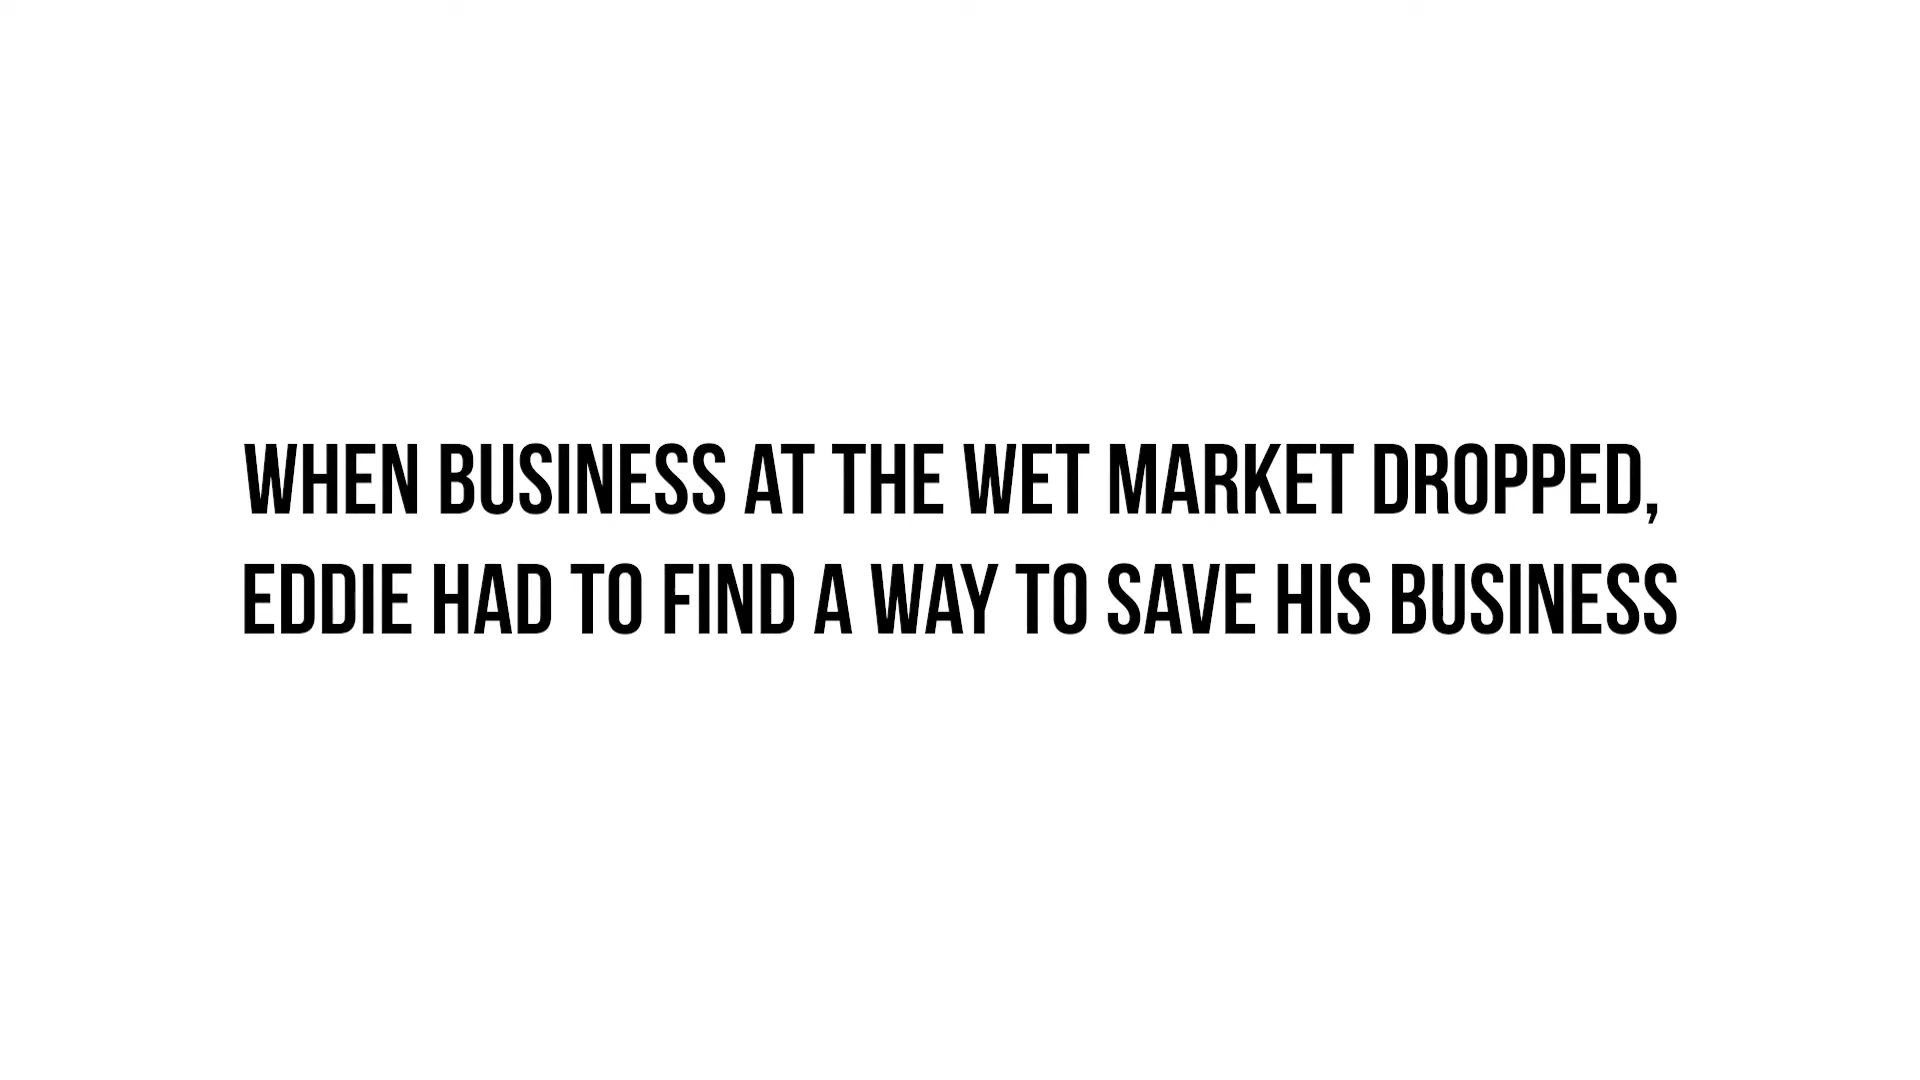 WHEN BUSINESS AT THE WET MARKET DROPPED,
EDDIE HAD TO FIND A WAY TO SAVE HIS BUSINESS